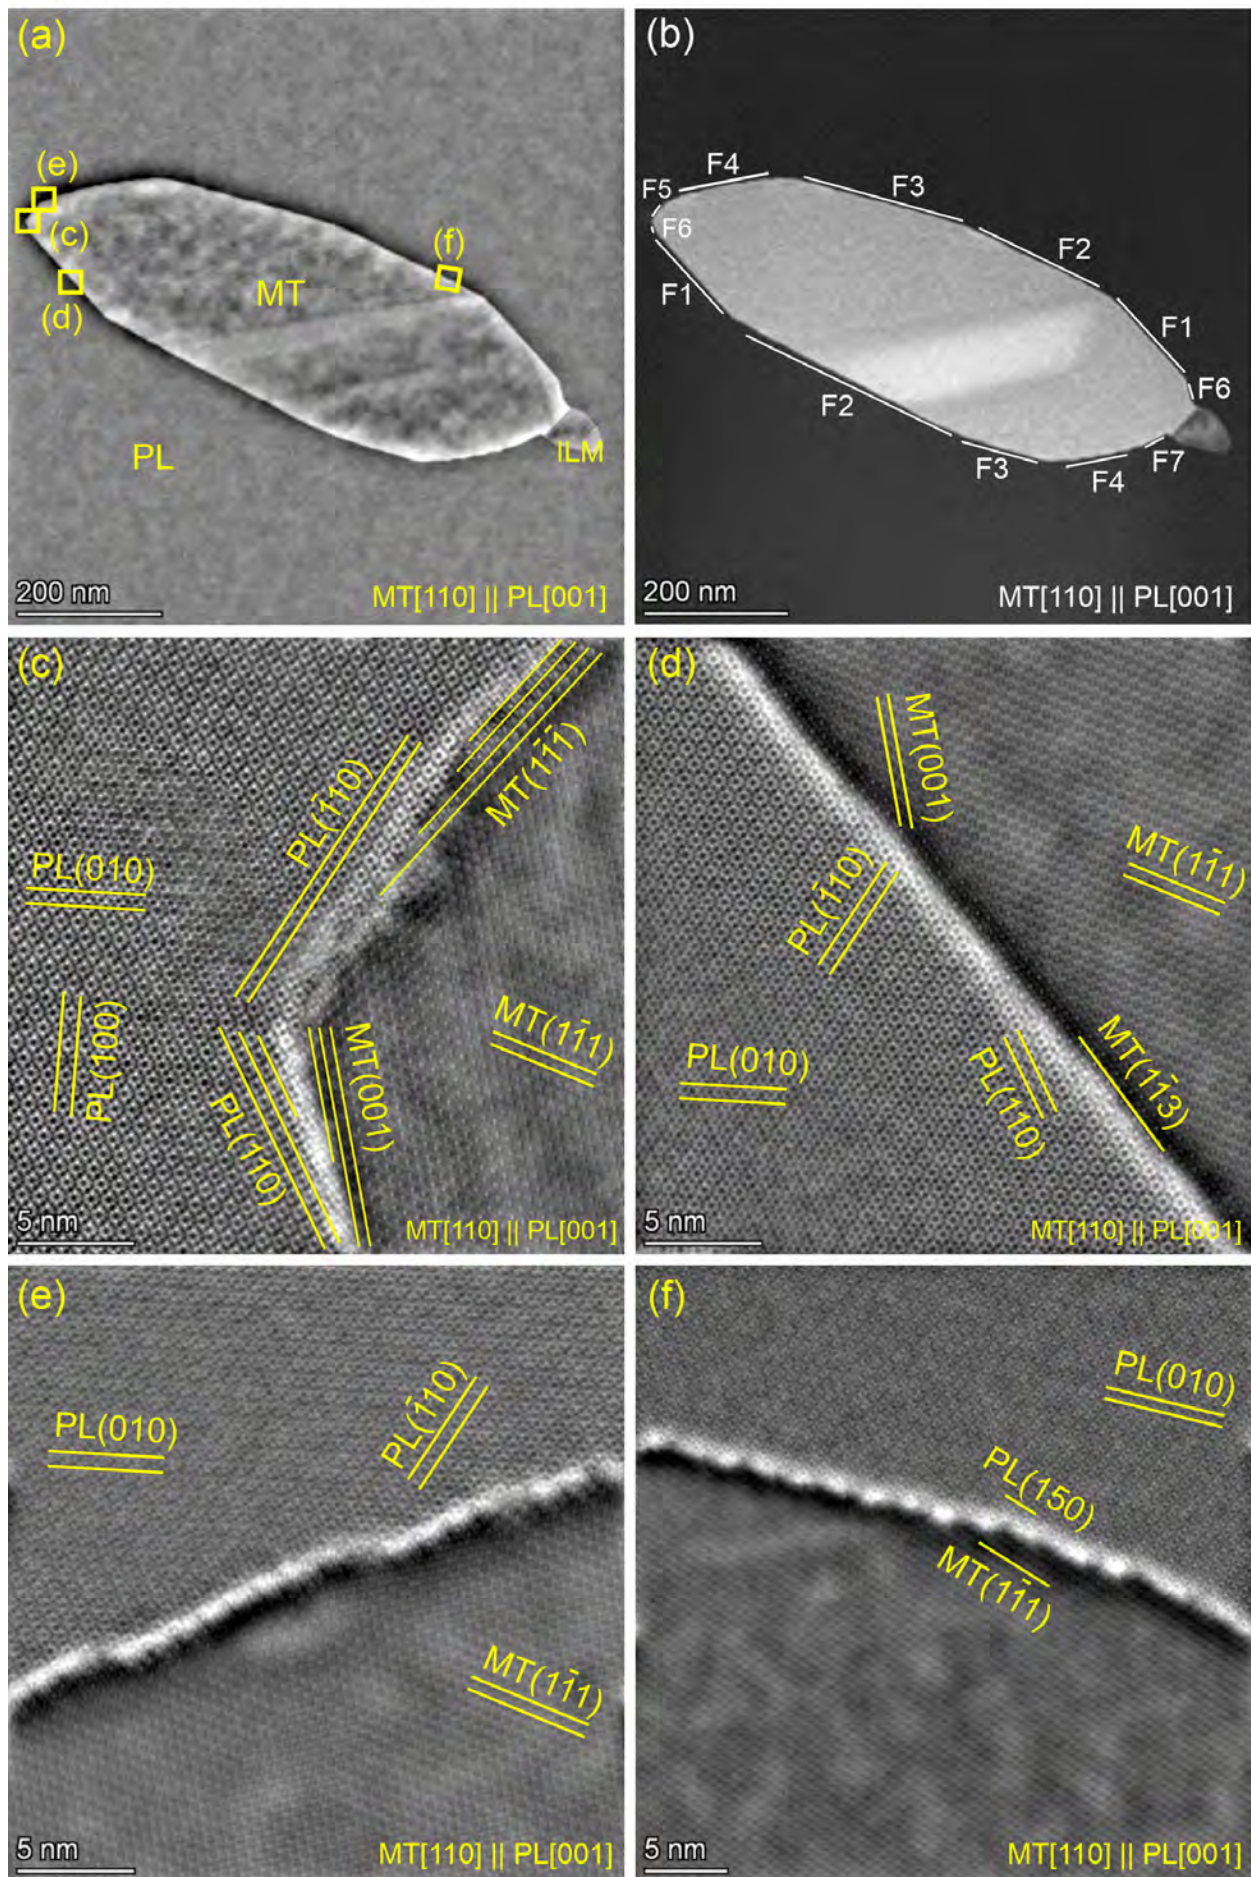 (a)
(e)
(c)
(d)
(f)
MT
PL
ILM
200 nm
MT[110] || PL[001]
(b)
F4
F5
F3
F6
F2
F1
F1
F6
F2
F3
F4
F7
200 nm
MT[110] || PL[001]
(c)
PL(1̄10)
MT(1̄11̄)
PL(010)
PL(100)
PL(110)
MT(001)
MT(11̄1)
5 nm
MT[110] || PL[001]
(d)
MT(001)
MT(11̄1)
PL(1̄10)
PL(010)
PL(110)
MT(11̄3)
5 nm
MT[110] || PL[001]
(e)
PL(010)
PL(1̄10)
MT(11̄1)
5 nm
MT[110] || PL[001]
(f)
PL(010)
PL(150)
MT(11̄1)
5 nm
MT[110] || PL[001]